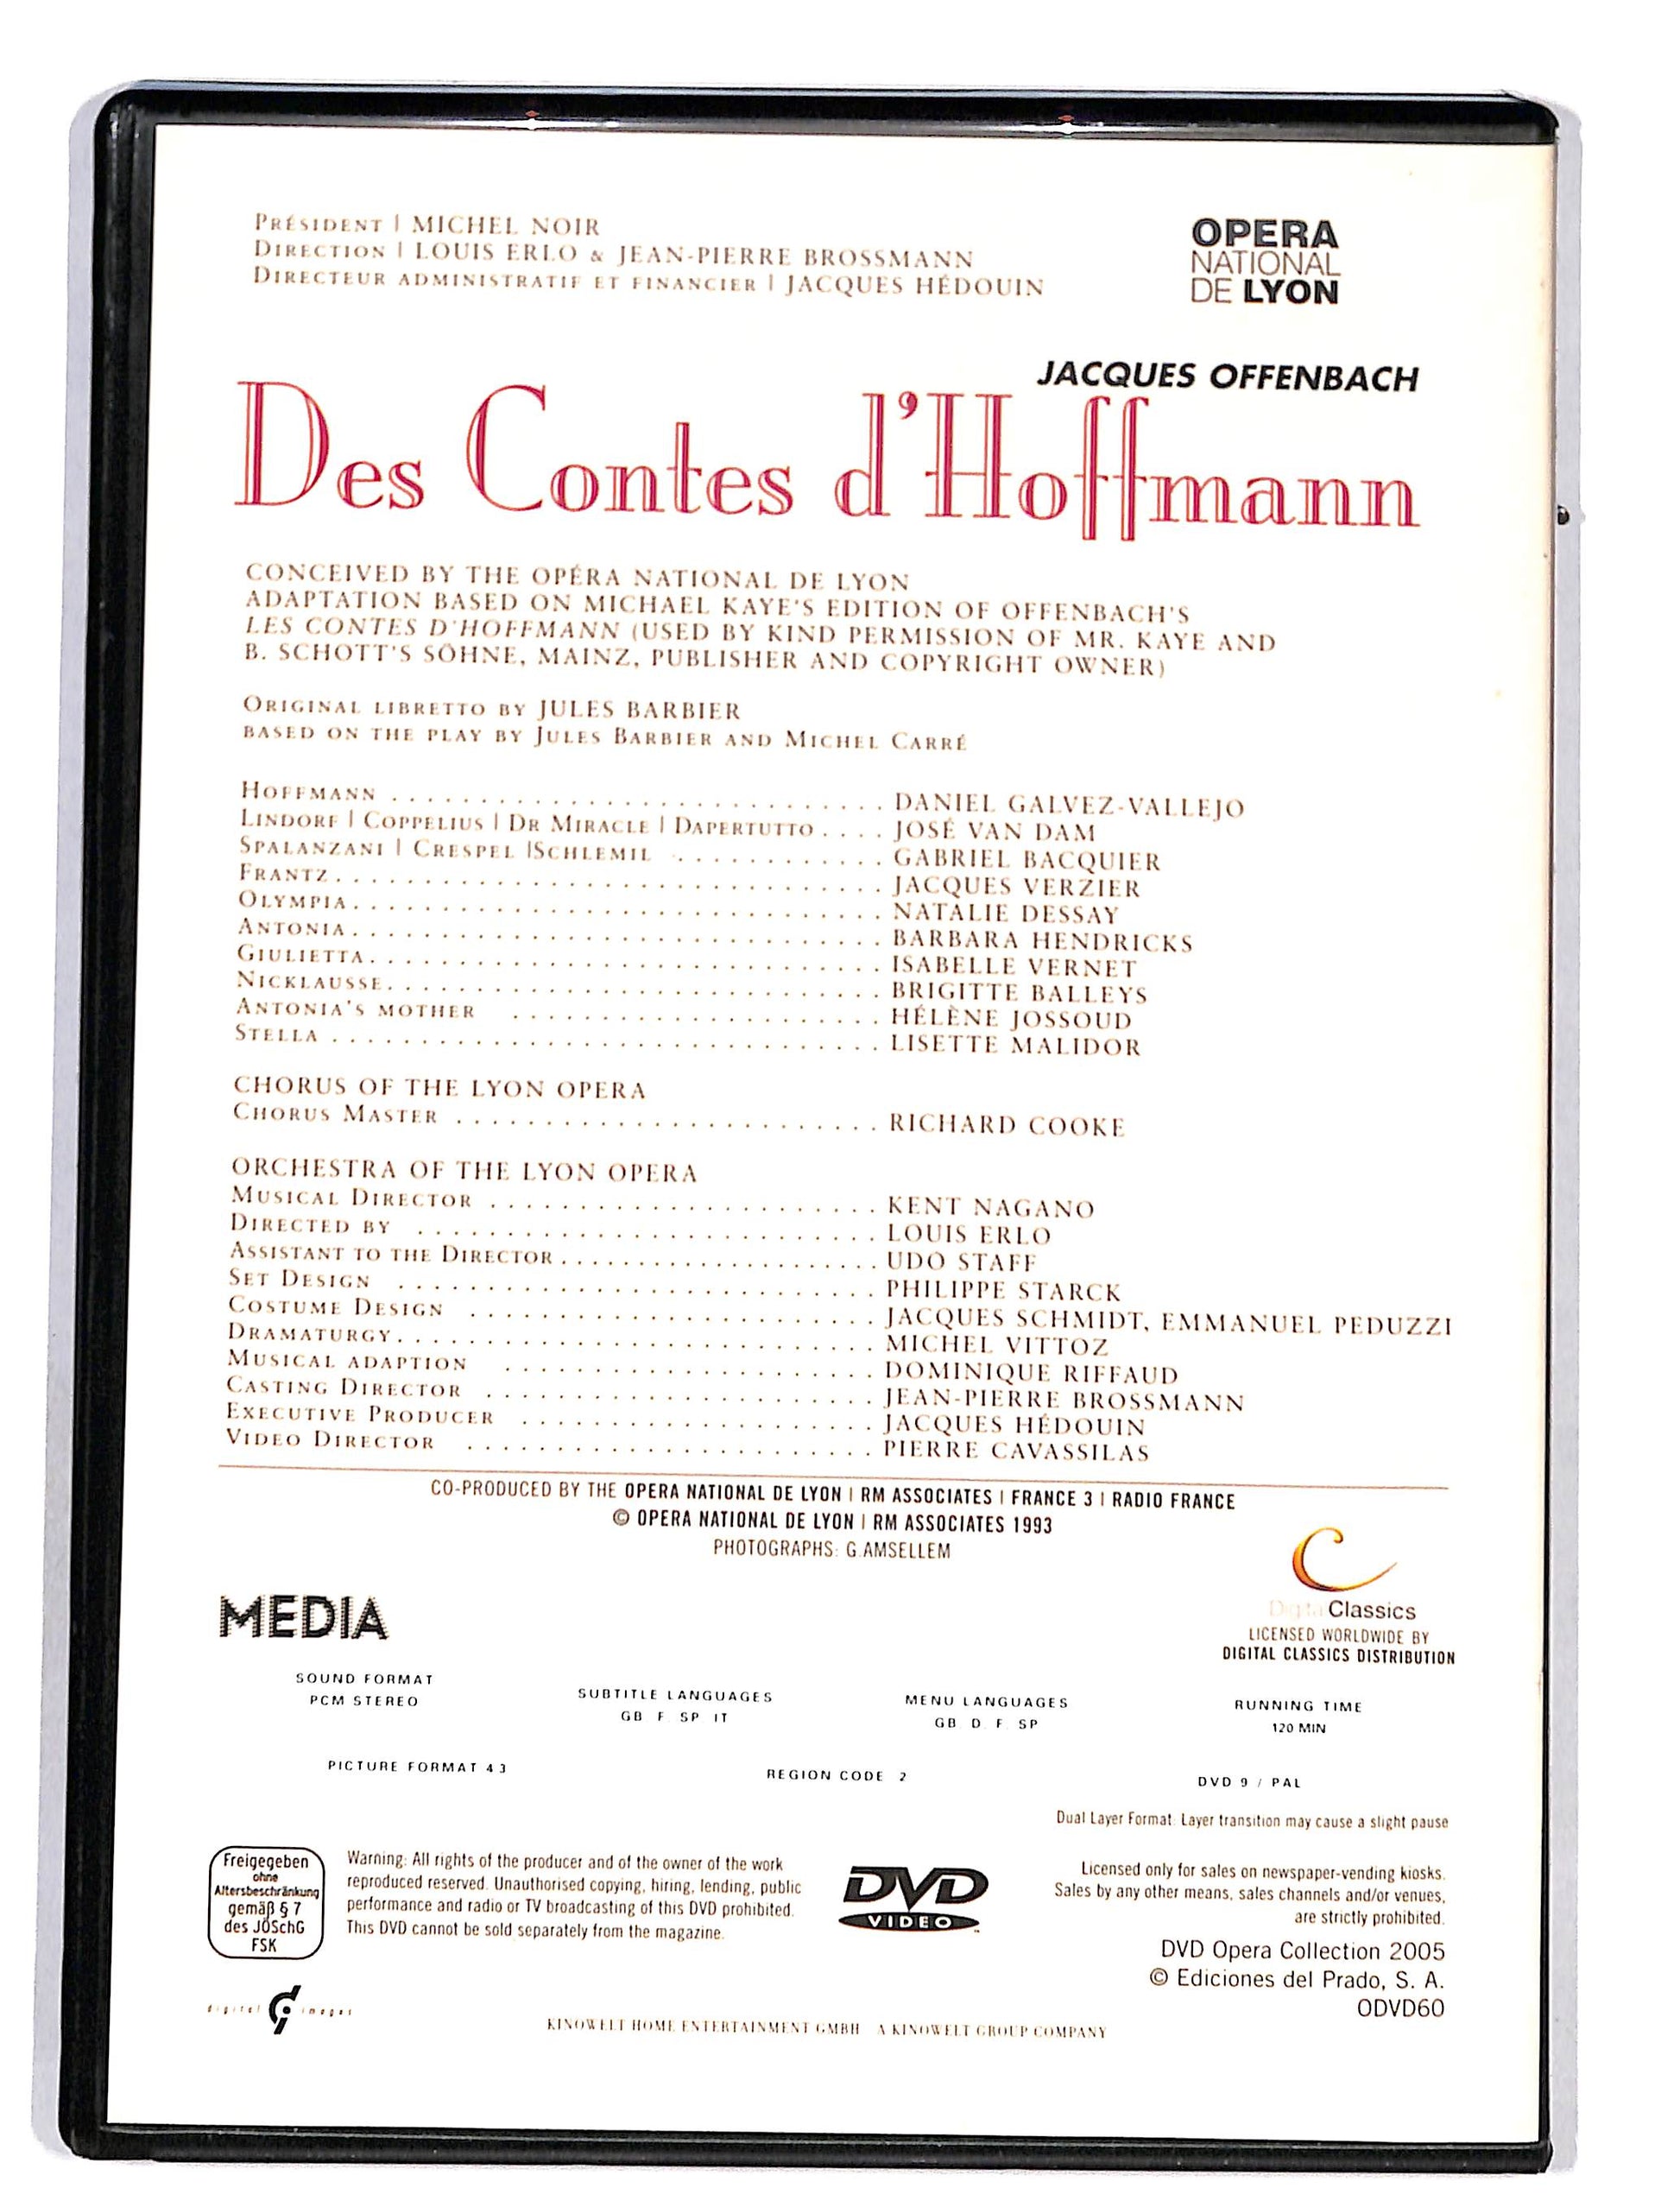 PRÉSIDENT | MICHEL NOIR
DIRECTION | LOUIS ERLO & JEAN-PIERRE BROSSMANN
DIRECTEUR ADMINISTRATIF ET FINANCIER | JACQUES HÉDOUIN
OPERA
NATIONAL
DE LYON
JACQUES OFFENBACH
Des Contes d'Hoffmann
CONCEIVED BY THE OPÉRA NATIONAL DE LYON
ADAPTATION BASED ON MICHAEL KAYE'S EDITION OF OFFENBACH'S
LES CONTES D'HOFFMANN (USED BY KIND PERMISSION OF MR. KAYE AND
B. SCHOTT'S SÖHNE, MAINZ, PUBLISHER AND COPYRIGHT OWNER)
ORIGINAL LIBRETTO BY JULES BARBIER
BASED ON THE PLAY BY JULES BARBIER AND MICHEL CARRÉ
HOFFMANN . . . . . . . . . . . . . . . . . . . . . . . . . . . . DANIEL GALVEZ-VALLEJO
LINDORF | COPPELIUS | DR MIRACLE | DAPERTUTTO . . . . JOSÉ VAN DAM
SPALANZANI | CRESPEL |SCHLEMIL . . . . . . . . . . . . GABRIEL BACQUIER
FRANTZ. . . . . . . . . . . . . . . . . . . . . . . . . . . . . . . JACQUES VERZIER
OLYMPIA. . . . . . . . . . . . . . . . . . . . . . . . . . . . . . NATALIE DESSAY
ANTONIA. . . . . . . . . . . . . . . . . . . . . . . . . . . . . . BARBARA HENDRICKS
GIULIETTA. . . . . . . . . . . . . . . . . . . . . . . . . . . . . ISABELLE VERNET
NICKLAUSSE. . . . . . . . . . . . . . . . . . . . . . . . . . . . BRIGITTE BALLEYS
ANTONIA'S MOTHER . . . . . . . . . . . . . . . . . . . . . HÉLÈNE JOSSOUD
STELLA . . . . . . . . . . . . . . . . . . . . . . . . . . . . . . . LISETTE MALIDOR
CHORUS OF THE LYON OPERA
CHORUS MASTER . . . . . . . . . . . . . . . . . . . . . . . . RICHARD COOKE
ORCHESTRA OF THE LYON OPERA
MUSICAL DIRECTOR . . . . . . . . . . . . . . . . . . . . . . KENT NAGANO
DIRECTED BY . . . . . . . . . . . . . . . . . . . . . . . . . . LOUIS ERLO
ASSISTANT TO THE DIRECTOR. . . . . . . . . . . . . . . . . . UDO STAFF
SET DESIGN . . . . . . . . . . . . . . . . . . . . . . . . . . . PHILIPPE STARCK
COSTUME DESIGN . . . . . . . . . . . . . . . . . . . . . . . JACQUES SCHMIDT, EMMANUEL PEDUZZI
DRAMATURGY. . . . . . . . . . . . . . . . . . . . . . . . . . . MICHEL VITTOZ
MUSICAL ADAPTION . . . . . . . . . . . . . . . . . . . . . DOMINIQUE RIFFAUD
CASTING DIRECTOR . . . . . . . . . . . . . . . . . . . . . . JEAN-PIERRE BROSSMANN
EXECUTIVE PRODUCER . . . . . . . . . . . . . . . . . . . . JACQUES HÉDOUIN
VIDEO DIRECTOR . . . . . . . . . . . . . . . . . . . . . . . PIERRE CAVASSILAS
CO-PRODUCED BY THE OPERA NATIONAL DE LYON | RM ASSOCIATES | FRANCE 3 | RADIO FRANCE
© OPERA NATIONAL DE LYON | RM ASSOCIATES 1993
PHOTOGRAPHS: G.AMSELLEM
MEDIA
Digital Classics
LICENSED WORLDWIDE BY
DIGITAL CLASSICS DISTRIBUTION
SOUND FORMAT
PCM STEREO
SUBTITLE LANGUAGES
GB F SP IT
MENU LANGUAGES
GB D F SP
RUNNING TIME
120 MIN
PICTURE FORMAT 4:3
REGION CODE 2
DVD 9 / PAL
Dual Layer Format. Layer transition may cause a slight pause
Freigegeben
ohne
Altersbeschränkung
gemäß § 7
des JÖSchG
FSK
Warning: All rights of the producer and of the owner of the work
reproduced reserved. Unauthorised copying, hiring, lending, public
performance and radio or TV broadcasting of this DVD prohibited.
This DVD cannot be sold separately from the magazine.
DVD
VIDEO
Licensed only for sales on newspaper-vending kiosks.
Sales by any other means, sales channels and/or venues,
are strictly prohibited.
DVD Opera Collection 2005
© Ediciones del Prado, S. A.
ODVD60
digital images
KINOWELT HOME ENTERTAINMENT GMBH A KINOWELT GROUP COMPANY